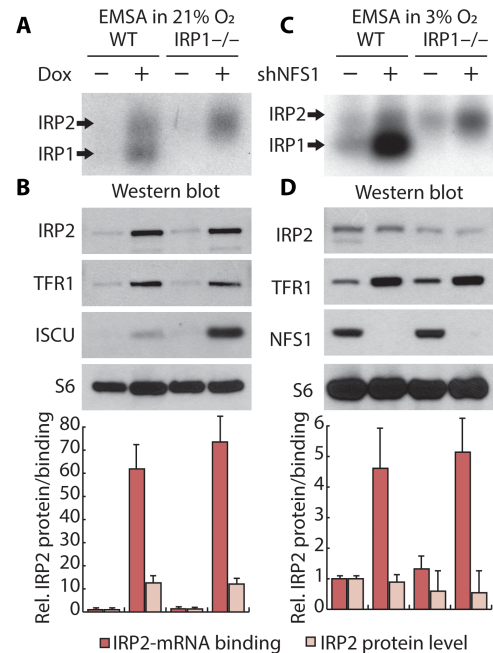 A EMSA in 21% O₂
WT IRP1−/−
Dox − + − +
IRP2
IRP1
B Western blot
IRP2
TFR1
ISCU
S6
Rel. IRP2 protein/binding
80
70
60
50
40
30
20
10
0
C EMSA in 3% O₂
WT IRP1−/−
shNFS1 − + − +
IRP2
IRP1
D Western blot
IRP2
TFR1
NFS1
S6
Rel. IRP2 protein/binding
6
5
4
3
2
1
0
IRP2-mRNA binding IRP2 protein level